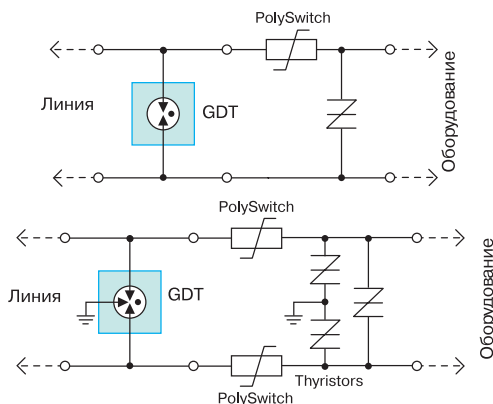 PolySwitch
Линия
GDT
Оборудование
PolySwitch
Линия
GDT
Оборудование
Thyristors
PolySwitch